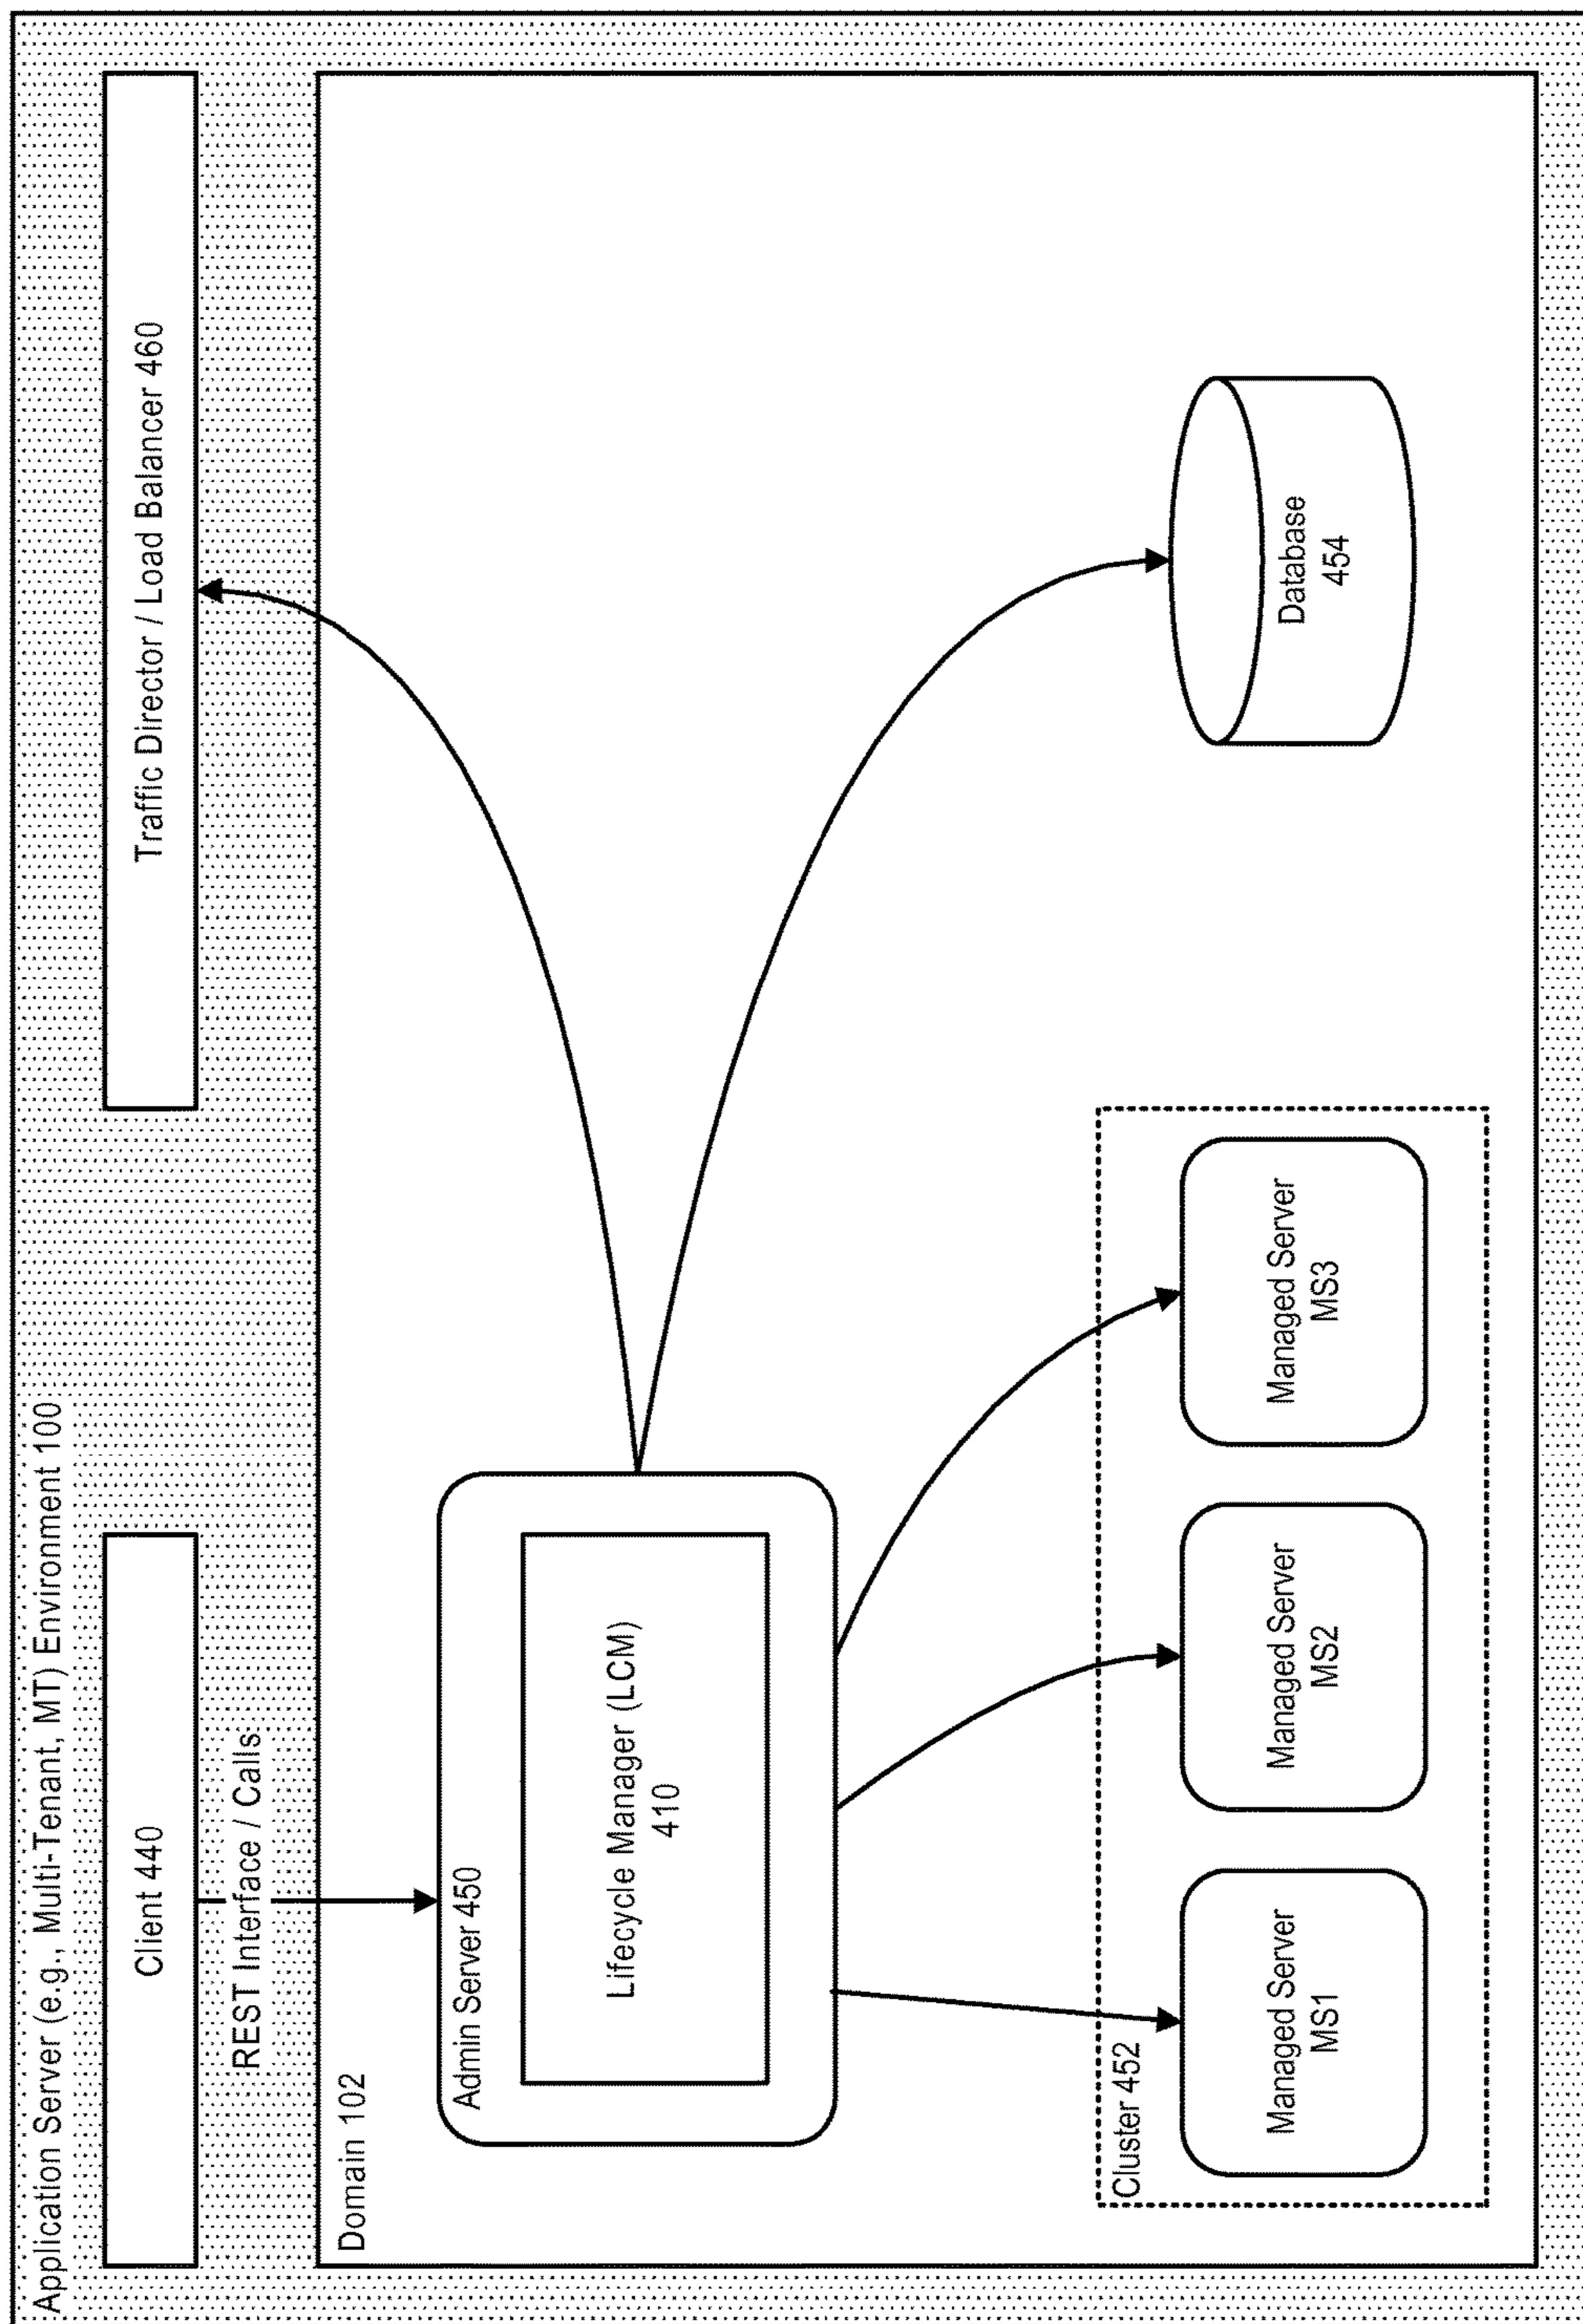 Application Server (e.g., Multi-Tenant, MT) Environment 100
Client 440
Traffic Director / Load Balancer 460
REST Interface / Calls
Domain 102
Admin Server 450
Lifecycle Manager (LCM)
410
Cluster 452
Managed Server
MS1
Managed Server
MS2
Managed Server
MS3
Database
454